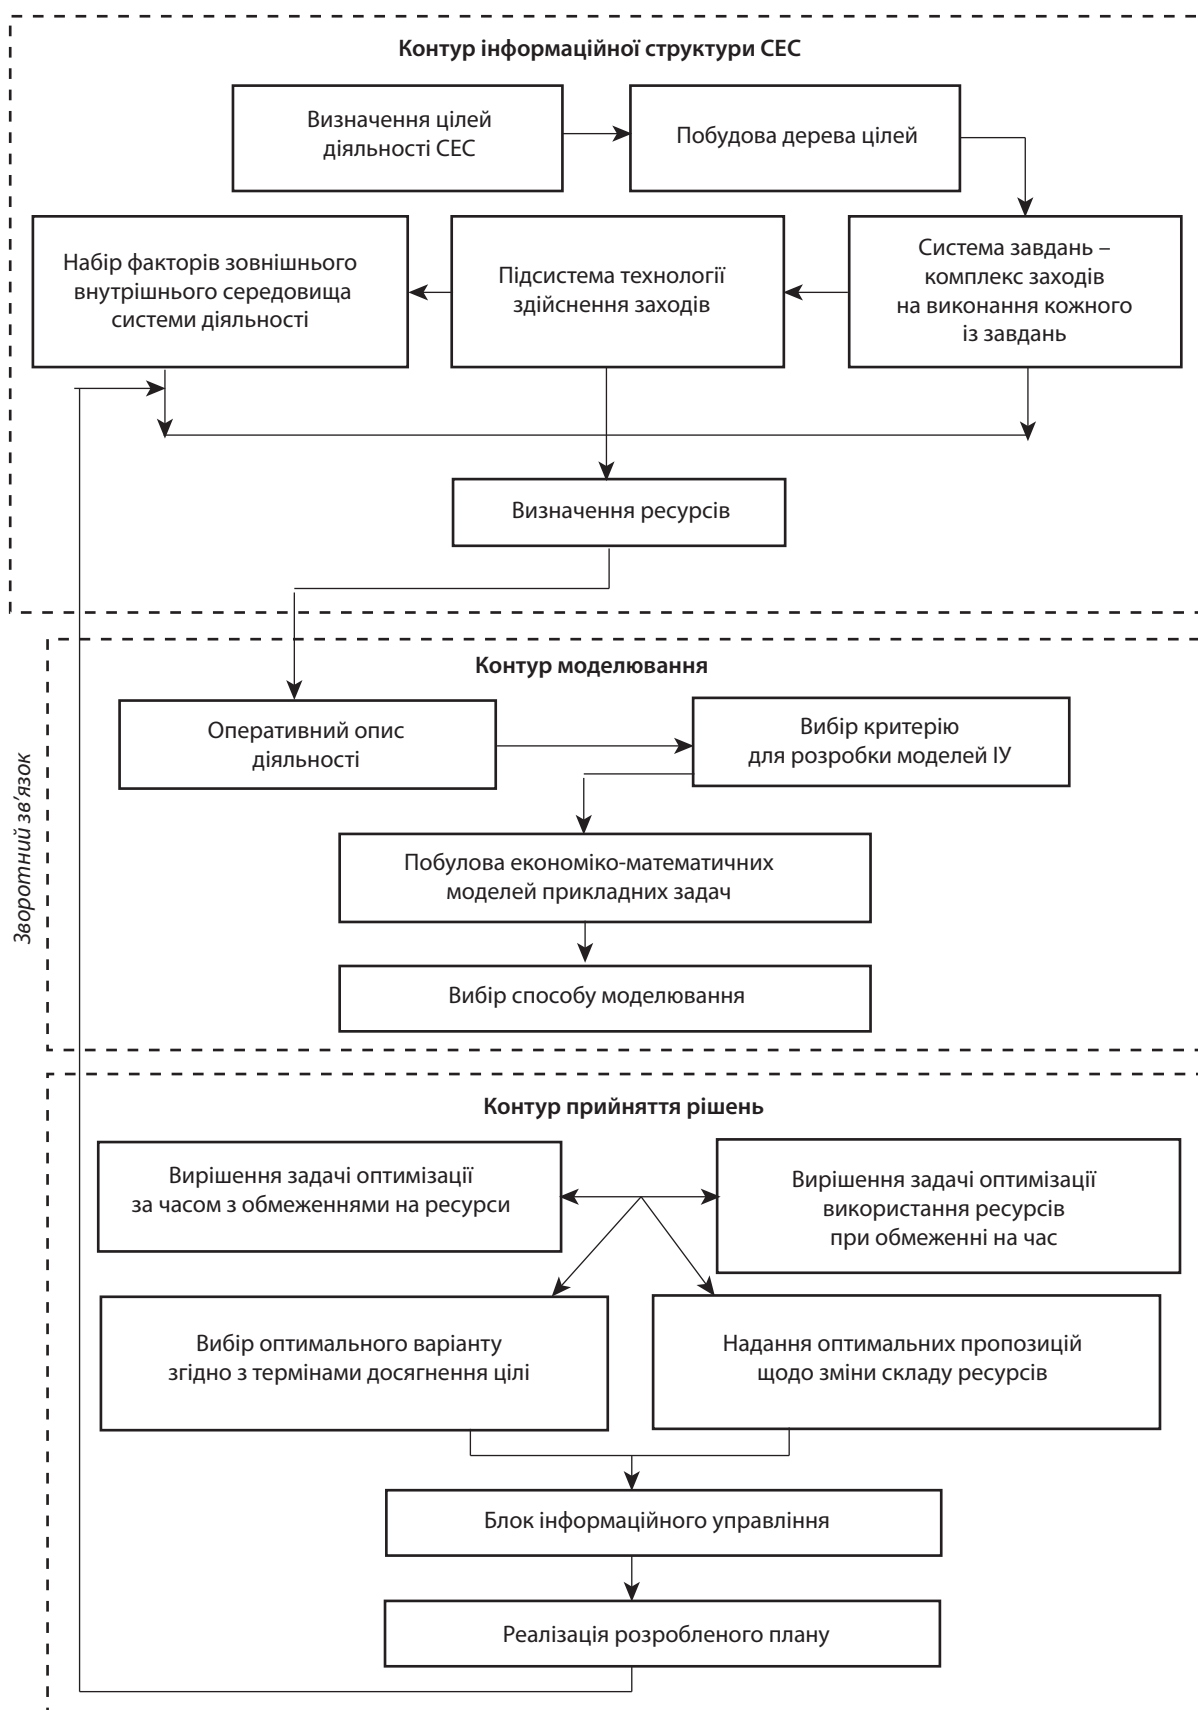 Контур інформаційної структури СЕС
Визначення цілей
діяльності СЕС
Побудова дерева цілей
Набір факторів зовнішнього
внутрішнього середовища
системи діяльності
Підсистема технології
здійснення заходів
Система завдань –
комплекс заходів
на виконання кожного
із завдань
Визначення ресурсів
Контур моделювання
Оперативний опис
діяльності
Вибір критерію
для розробки моделей ІУ
Побулова економіко-математичних
моделей прикладних задач
Вибір способу моделювання
Зворотний зв’язок
Контур прийняття рішень
Вирішення задачі оптимізації
за часом з обмеженнями на ресурси
Вирішення задачі оптимізації
використання ресурсів
при обмеженні на час
Вибір оптимального варіанту
згідно з термінами досягнення цілі
Надання оптимальних пропозицій
щодо зміни складу ресурсів
Блок інформаційного управління
Реалізація розробленого плану